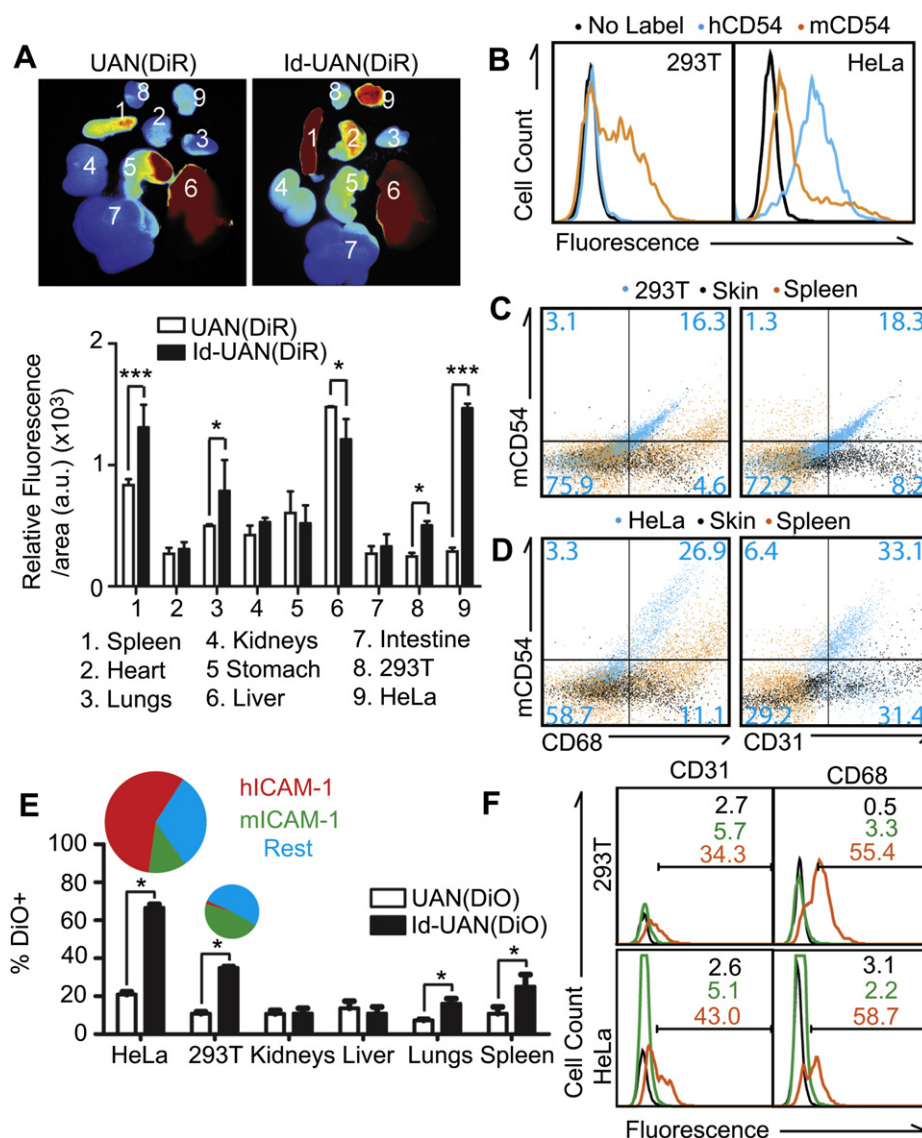 A
UAN(DiR)
Id-UAN(DiR)
1
2
3
4
5
6
7
8
9
1
2
3
4
5
6
7
8
9
Relative Fluorescence
/area (a.u.) (x10³)
2
1
0
UAN(DiR)
Id-UAN(DiR)
***
*
*
*
***
1 2 3 4 5 6 7 8 9
1. Spleen 4. Kidneys 7. Intestine
2. Heart 5 Stomach 8. 293T
3. Lungs 6. Liver 9. HeLa
B
No Label hCD54 mCD54
293T
HeLa
Cell Count
Fluorescence
C
293T Skin Spleen
3.1 16.3 1.3 18.3
mCD54
75.9 4.6 72.2 8.2
D
HeLa Skin Spleen
3.3 26.9 6.4 33.1
mCD54
58.7 11.1 29.2 31.4
CD68 CD31
E
hICAM-1
mICAM-1
Rest
% DiO+
100
80
60
40
20
0
UAN(DiO)
Id-UAN(DiO)
*
*
*
*
HeLa 293T Kidneys Liver Lungs Spleen
F
CD31 CD68
293T
2.7 0.5
5.7 3.3
34.3 55.4
HeLa
2.6 3.1
5.1 2.2
43.0 58.7
Cell Count
Fluorescence